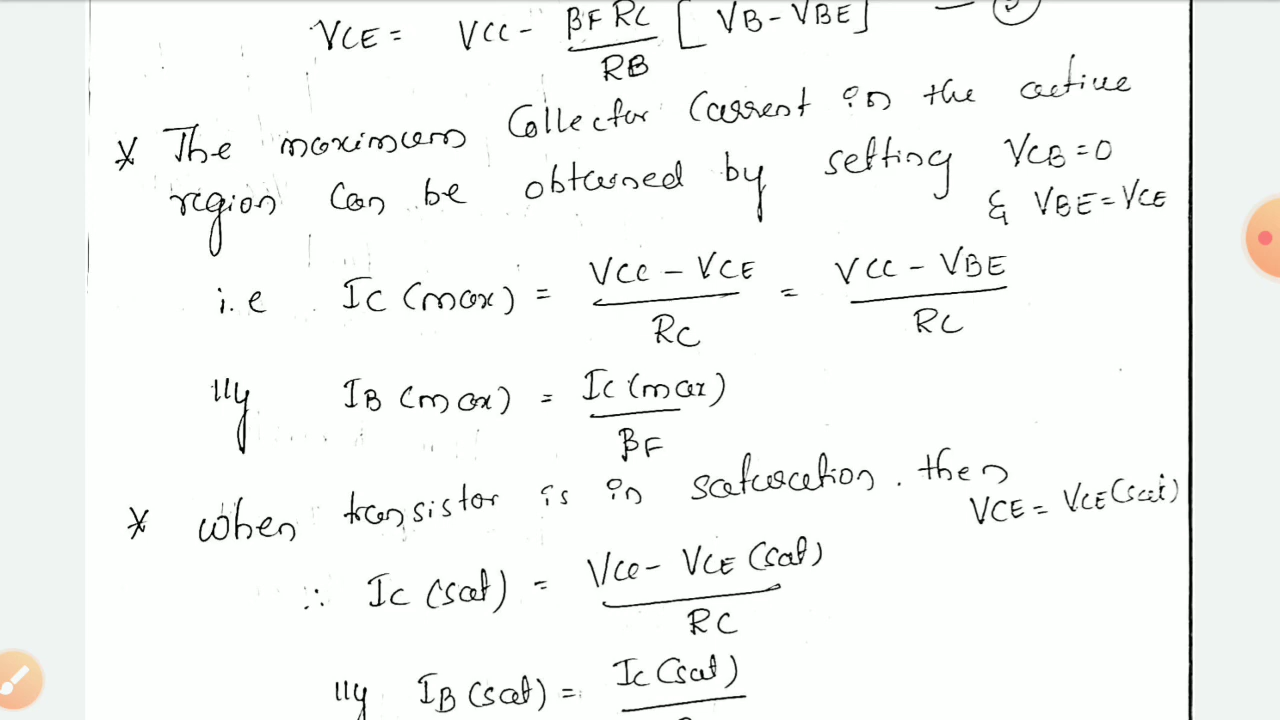 VCE = VCC - βF RC / RB [ VB - VBE ] — 
* The maximum Collector Current in the active
region can be obtained by setting VCB = 0
& VBE = VCE
i.e IC (max) = VCC - VCE / RC = VCC - VBE / RC
llly IB (max) = IC (max) / βF
* When transistor is in saturation. then
VCE = VCE (sat)
∴ IC (sat) = VCC - VCE (sat) / RC
llly IB (sat) = IC (sat)